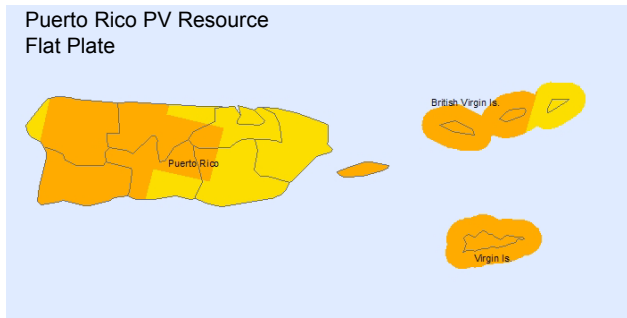 Puerto Rico PV Resource
Flat Plate
British Virgin Is.
Puerto Rico
Virgin Is.